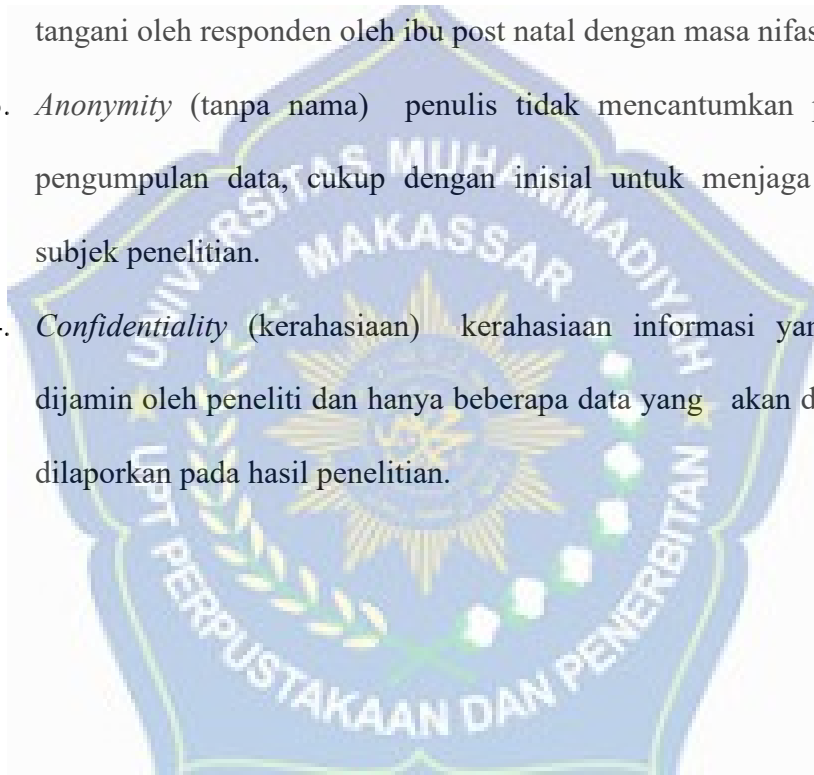 tangani oleh responden oleh ibu post natal dengan masa nifas
. Anonymity (tanpa nama) penulis tidak mencantumkan
pengumpulan data, cukup dengan inisial untuk menjaga
subjek penelitian.
. Confidentiality (kerahasiaan) kerahasiaan informasi
dijamin oleh peneliti dan hanya beberapa data yang akan
dilaporkan pada hasil penelitian.
UNIVERSITAS MUHAMMADIYAH
MAKASSAR
UPT PERPUSTAKAAN DAN PENERBITAN